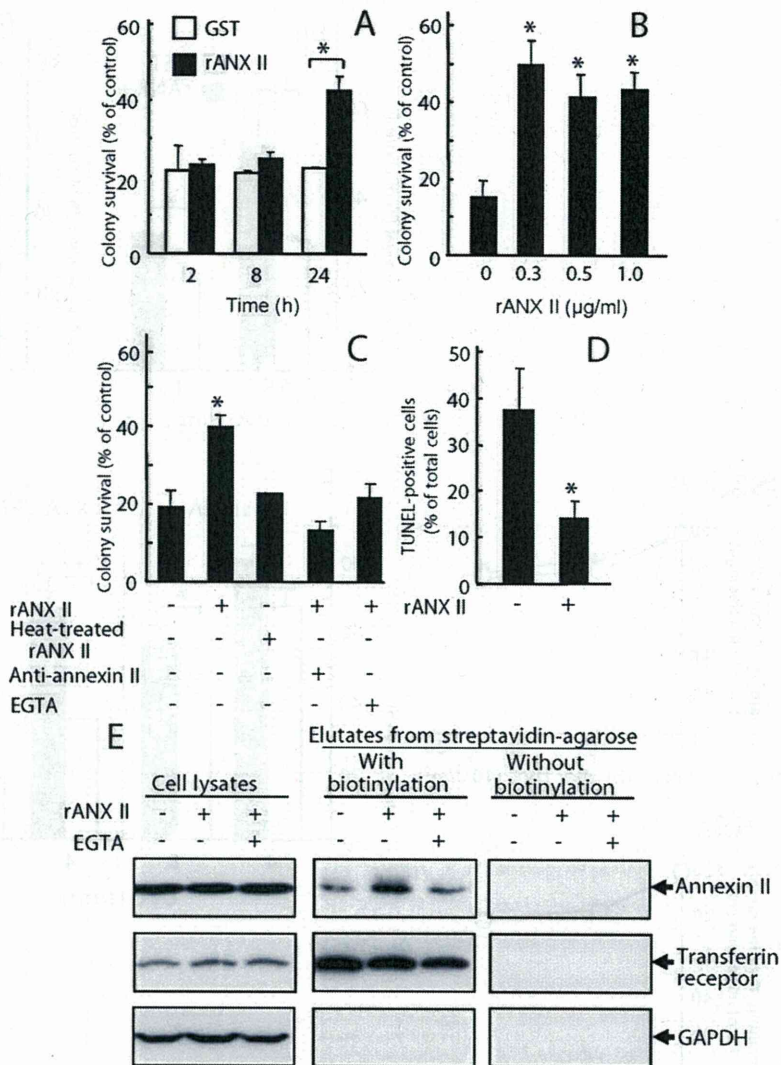 A
GST
rANX II
*
Colony survival (% of control)
60
40
20
0
2 8 24
Time (h)
B
Colony survival (% of control)
60
40
20
0
* * *
0 0.3 0.5 1.0
rANX II (µg/ml)
C
Colony survival (% of control)
60
40
20
0
*
rANX II - + - + +
Heat-treated
rANX II - - + - -
Anti-annexin II - - - + -
EGTA - - - - +
D
TUNEL-positive cells
(% of total cells)
50
40
30
20
10
0
*
rANX II - +
E
Elutates from streptavidin-agarose
Cell lysates
With
biotinylation
Without
biotinylation
rANX II - + + - + + - + +
EGTA - - + - - + - - +
Annexin II
Transferrin
receptor
GAPDH